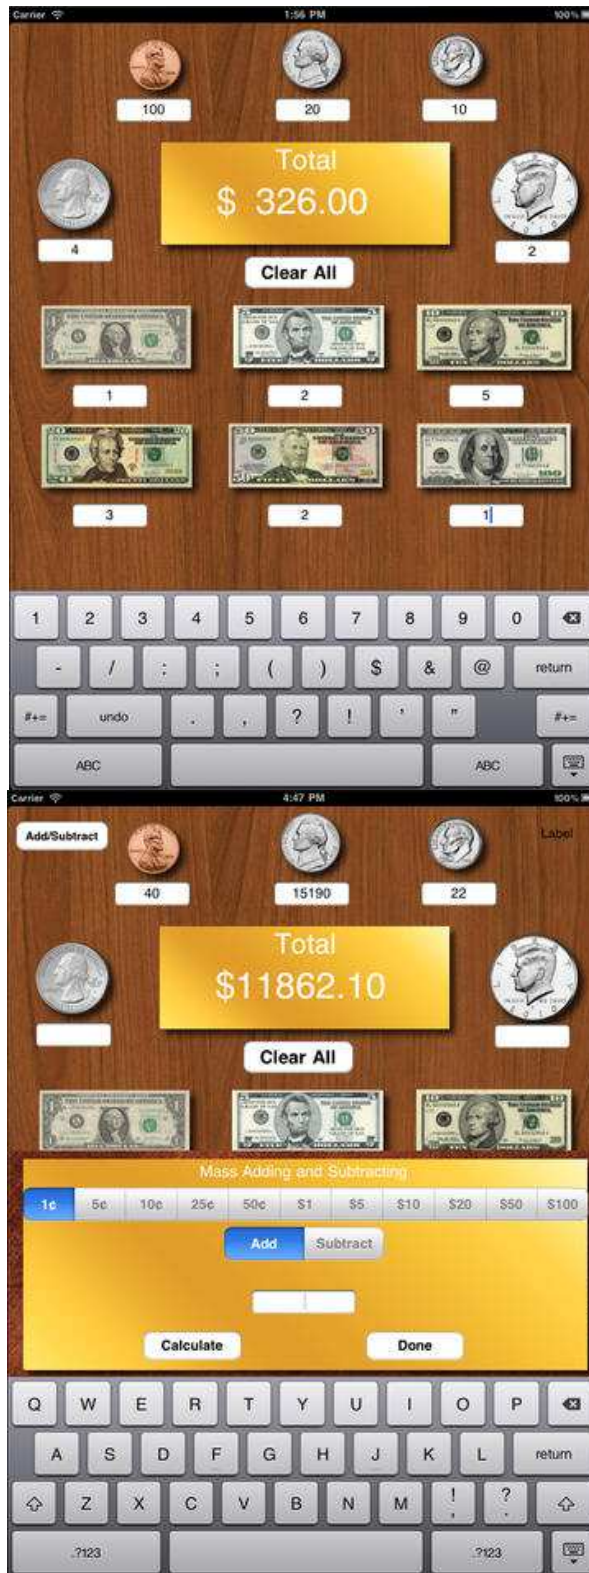 Carrier 1:56 PM 100%
100 20 10
Total
$ 326.00
4 2
Clear All
1 2 5
3 2 1
1 2 3 4 5 6 7 8 9 0
- / : ; ( ) $ & @ return
#+= undo . , ? ! ' " #+=
ABC ABC
Carrier 4:47 PM 100%
Add/Subtract Label
40 15190 22
Total
$11862.10
Clear All
Mass Adding and Subtracting
1¢ 5¢ 10¢ 25¢ 50¢ $1 $5 $10 $20 $50 $100
Add Subtract
Calculate Done
Q W E R T Y U I O P
A S D F G H J K L return
Z X C V B N M ! , ? .
.?123 .?123